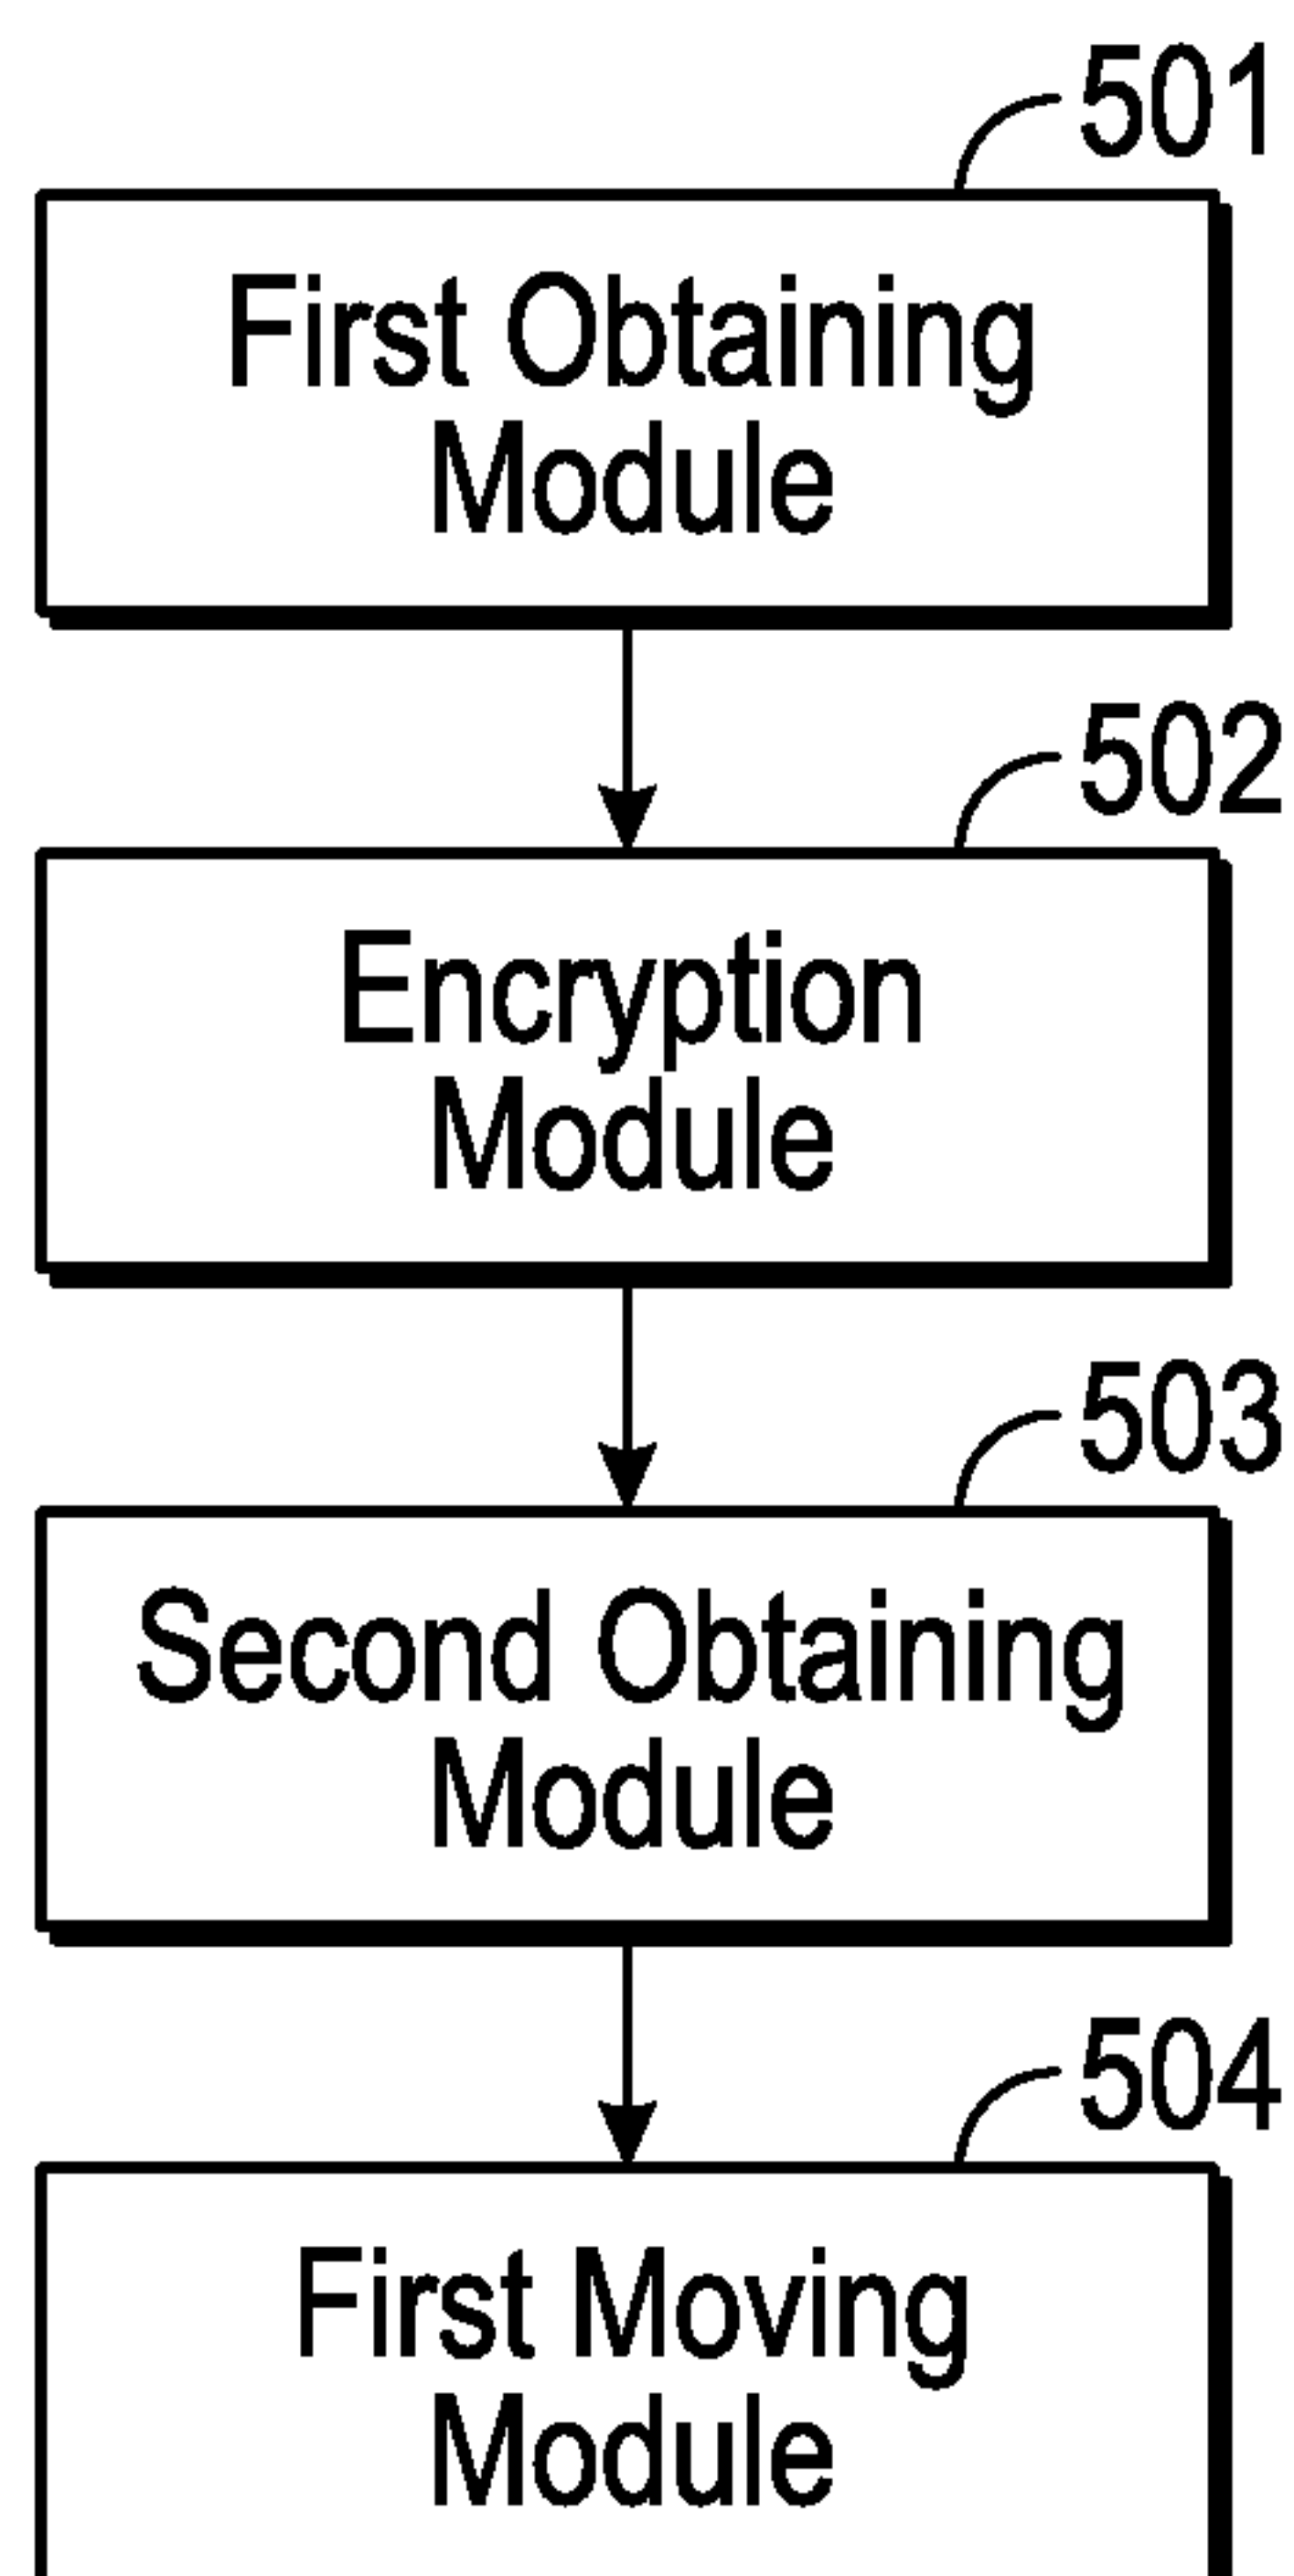 501
First Obtaining
Module
502
Encryption
Module
503
Second Obtaining
Module
504
First Moving
Module